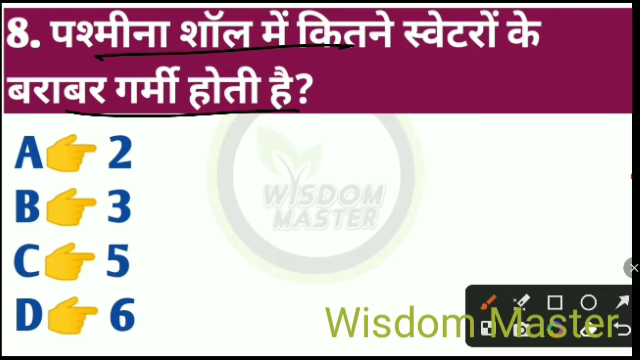 8. पश्मीना शॉल में कितने स्वेटरों के
बराबर गर्मी होती है?
A👉 2
B👉 3
C👉 5
D👉 6
WISDOM
MASTER
Wisdom Master